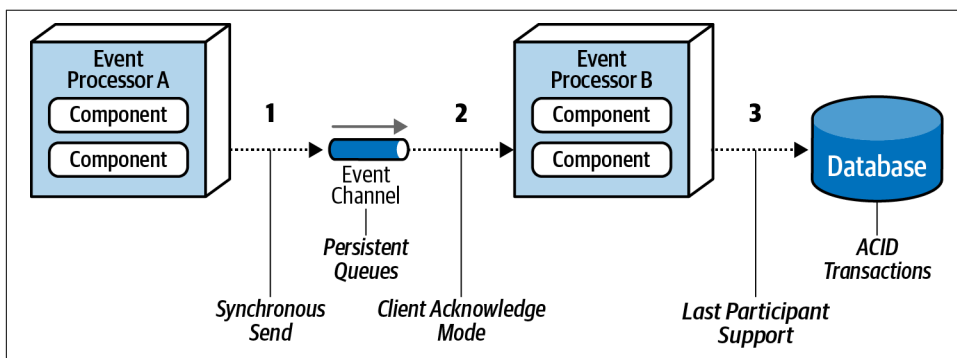 Event
Processor A
Component
Component
1
Event
Channel
Persistent
Queues
Synchronous
Send
2
Client Acknowledge
Mode
Event
Processor B
Component
Component
3
Last Participant
Support
Database
ACID
Transactions